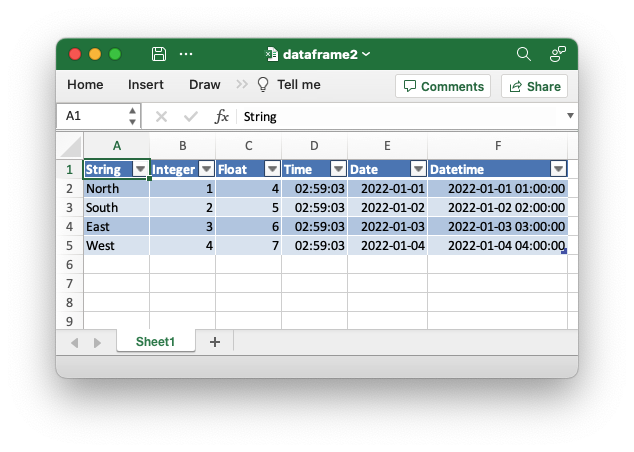 dataframe2
Home Insert Draw Tell me Comments Share
A1 fx String
A B C D E F
1 String Integer Float Time Date Datetime
2 North 1 4 02:59:03 2022-01-01 2022-01-01 01:00:00
3 South 2 5 02:59:03 2022-01-02 2022-01-02 02:00:00
4 East 3 6 02:59:03 2022-01-03 2022-01-03 03:00:00
5 West 4 7 02:59:03 2022-01-04 2022-01-04 04:00:00
6
7
8
9
Sheet1